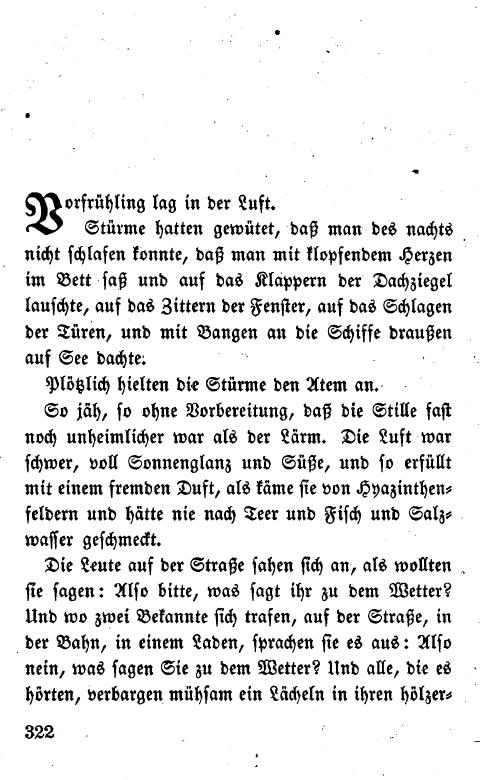 Vorfrühling lag in der Luft.
Stürme hatten gewütet, daß man des nachts
nicht schlafen konnte, daß man mit klopfendem Herzen
im Bett saß und auf das Klappern der Dachziegel
lauschte, auf das Zittern der Fenster, auf das Schlagen
der Türen, und mit Bangen an die Schiffe draußen
auf See dachte.
Plötzlich hielten die Stürme den Atem an.
So jäh, so ohne Vorbereitung, daß die Stille fast
noch unheimlicher war als der Lärm. Die Luft war
schwer, voll Sonnenglanz und Süße, und so erfüllt
mit einem fremden Duft, als käme sie von Hyazinthen-
feldern und hätte nie nach Teer und Fisch und Salz-
wasser geschmeckt.
Die Leute auf der Straße sahen sich an, als wollten
sie sagen: Also bitte, was sagt ihr zu dem Wetter?
Und wo zwei Bekannte sich trafen, auf der Straße, in
der Bahn, in einem Laden, sprachen sie es aus: Also
nein, was sagen Sie zu dem Wetter? Und alle, die es
hörten, verbargen mühsam ein Lächeln in ihren hölzer-
322